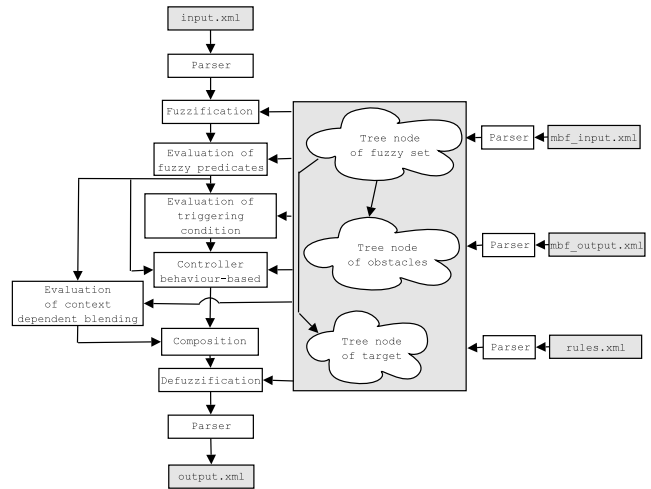 input.xml
Parser
Fuzzification
Evaluation of
fuzzy predicates
Evaluation of
triggering
condition
Controller
behaviour-based
Evaluation
of context
dependent blending
Composition
Defuzzification
Parser
output.xml
Tree node
of fuzzy set
Tree node
of obstacles
Tree node
of target
Parser
mbf_input.xml
Parser
mbf_output.xml
Parser
rules.xml